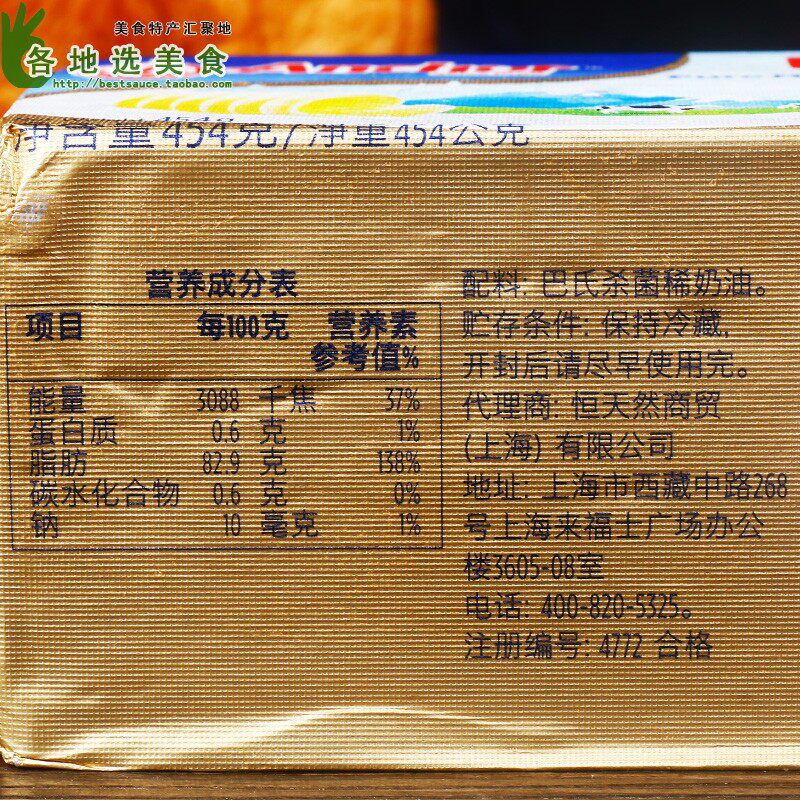 美食特产汇聚地
各地选美食
http://bestsauce.taobao.com/
Anchor
净含量454克/淨重454公克
营养成分表
项目 每100克 营养素
参考值%
能量 3088 千焦 37%
蛋白质 0.6 克 1%
脂肪 82.9 克 138%
碳水化合物 0.6 克 0%
钠 10 毫克 1%
配料: 巴氏杀菌稀奶油。
贮存条件: 保持冷藏,
开封后请尽早使用完。
代理商: 恒天然商贸
(上海) 有限公司
地址: 上海市西藏中路268
号上海来福士广场办公
楼3605-08室
电话: 400-820-5325。
注册编号: 4772 合格